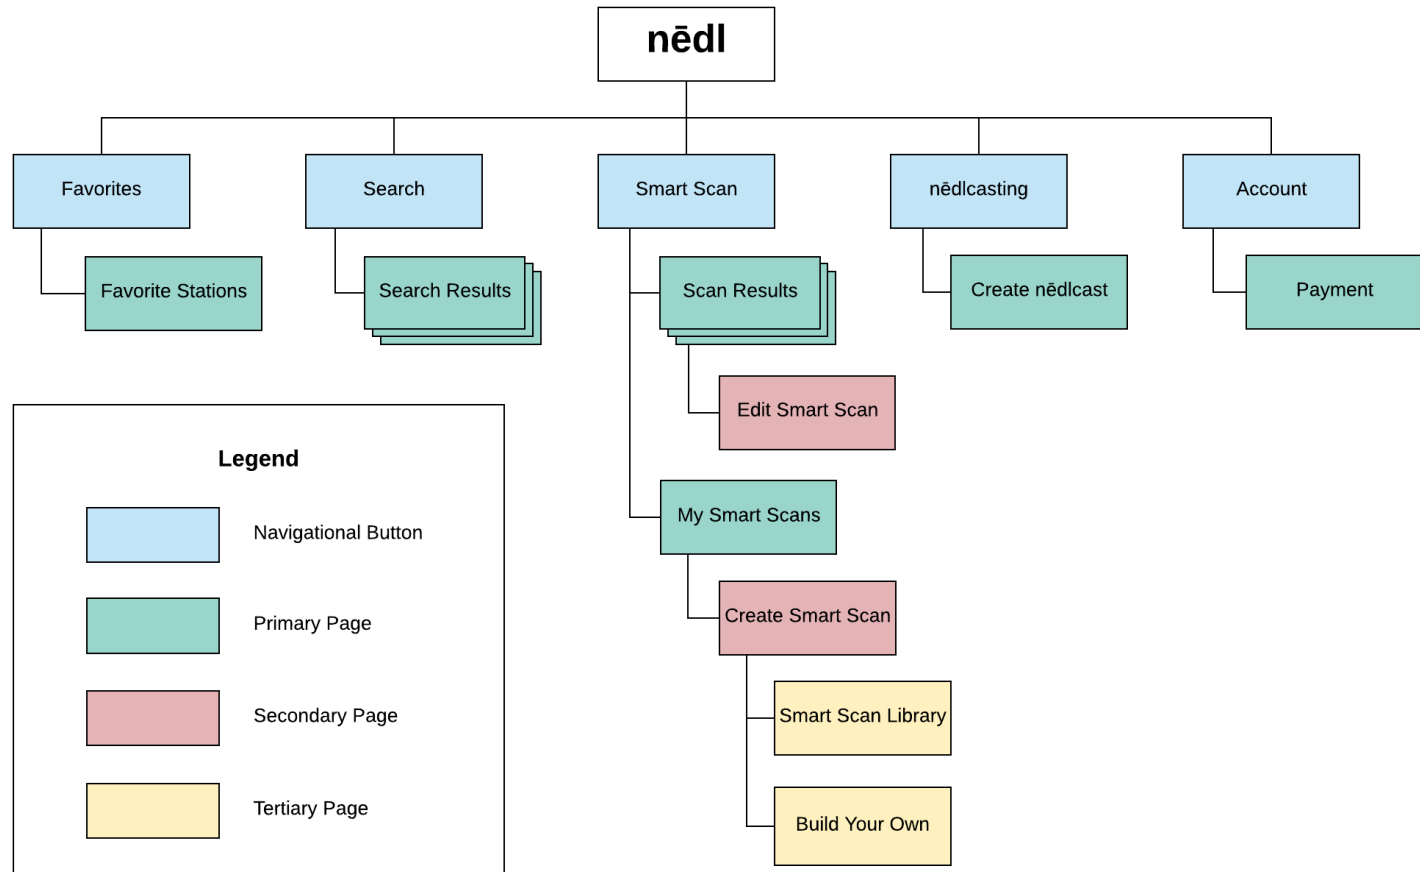 nēdl
Favorites
Search
Smart Scan
nēdlcasting
Account
Favorite Stations
Search Results
Scan Results
Create nēdlcast
Payment
Edit Smart Scan
My Smart Scans
Create Smart Scan
Smart Scan Library
Build Your Own
Legend
Navigational Button
Primary Page
Secondary Page
Tertiary Page